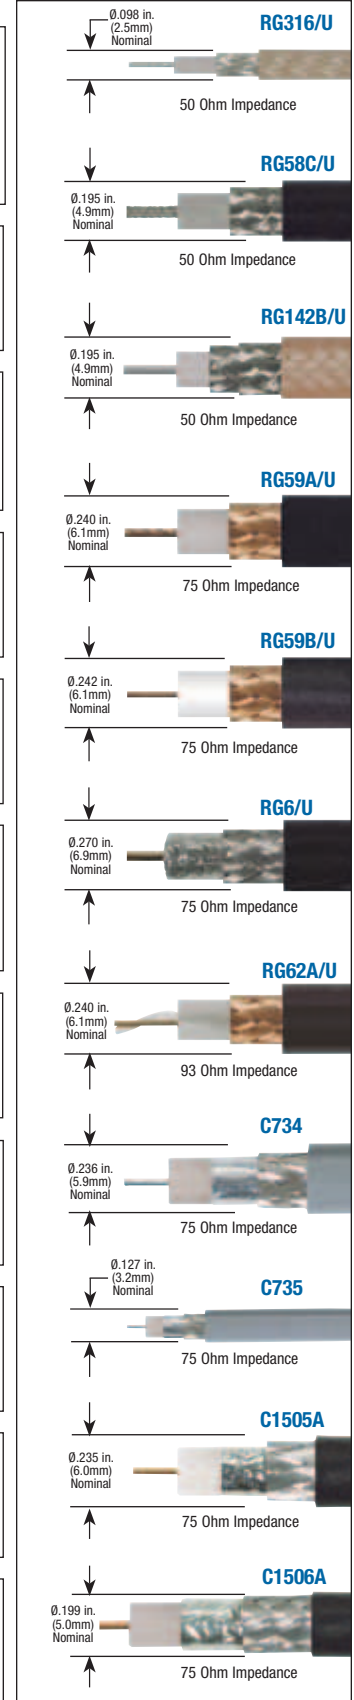 Ø.098 in.
(2.5mm)
Nominal
RG316/U
50 Ohm Impedance
RG58C/U
Ø.195 in.
(4.9mm)
Nominal
50 Ohm Impedance
RG142B/U
Ø.195 in.
(4.9mm)
Nominal
50 Ohm Impedance
RG59A/U
Ø.240 in.
(6.1mm)
Nominal
75 Ohm Impedance
RG59B/U
Ø.242 in.
(6.1mm)
Nominal
75 Ohm Impedance
RG6/U
Ø.270 in.
(6.9mm)
Nominal
75 Ohm Impedance
RG62A/U
Ø.240 in.
(6.1mm)
Nominal
93 Ohm Impedance
C734
Ø.236 in.
(5.9mm)
Nominal
75 Ohm Impedance
Ø.127 in.
(3.2mm)
Nominal
C735
75 Ohm Impedance
C1505A
Ø.235 in.
(6.0mm)
Nominal
75 Ohm Impedance
C1506A
Ø.199 in.
(5.0mm)
Nominal
75 Ohm Impedance